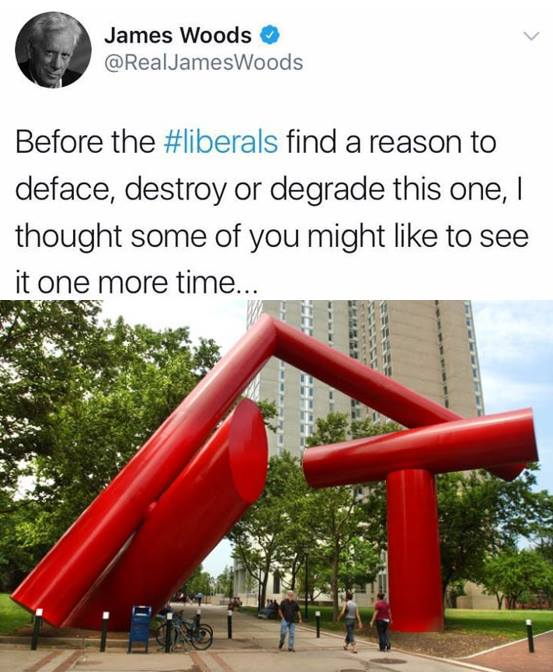 James Woods
@RealJamesWoods
Before the #liberals find a reason to
deface, destroy or degrade this one, I
thought some of you might like to see
it one more time...